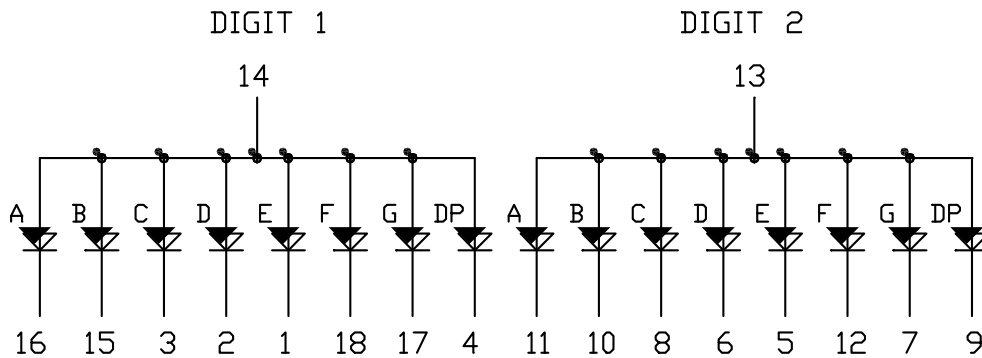 DIGIT 1 DIGIT 2
14 13
A B C D E F G DP A B C D E F G DP
16 15 3 2 1 18 17 4 11 10 8 6 5 12 7 9